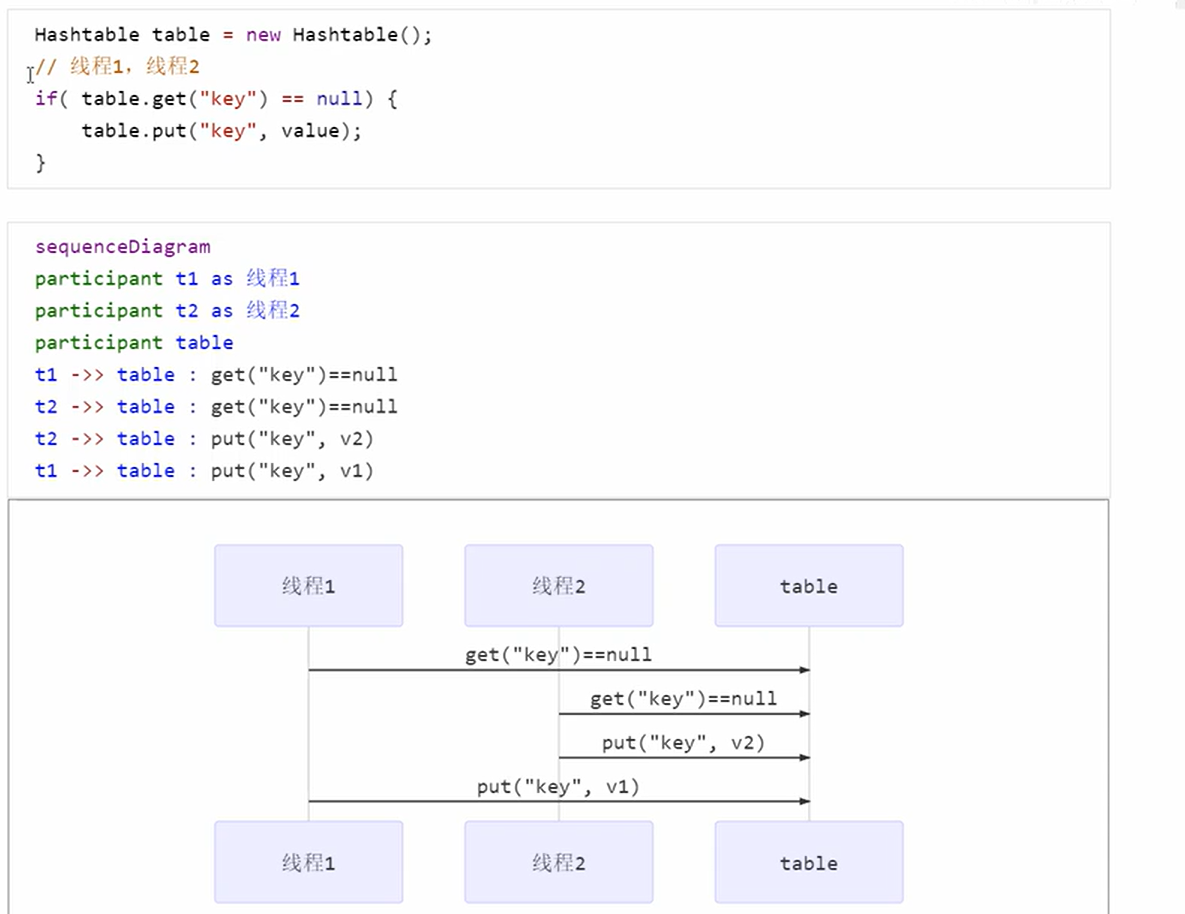 Hashtable table = new Hashtable();
// 线程1，线程2
if( table.get("key") == null) {
    table.put("key", value);
}
sequenceDiagram
participant t1 as 线程1
participant t2 as 线程2
participant table
t1 ->> table : get("key")==null
t2 ->> table : get("key")==null
t2 ->> table : put("key", v2)
t1 ->> table : put("key", v1)
线程1 线程2 table
get("key")==null
get("key")==null
put("key", v2)
put("key", v1)
线程1 线程2 table